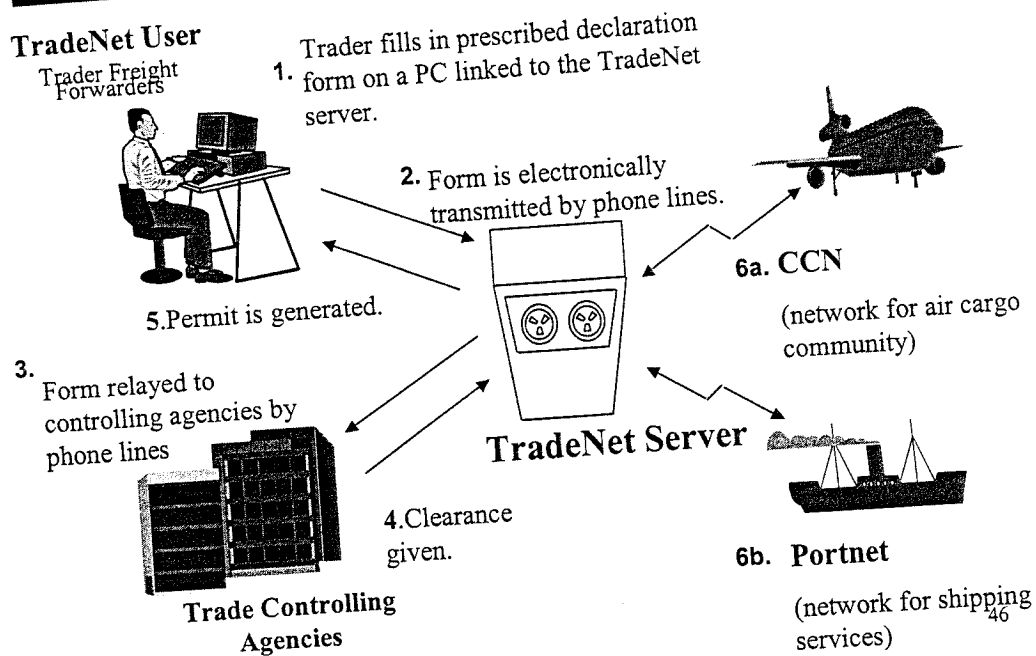 TradeNet User
Trader Freight
Forwarders
1. Trader fills in prescribed declaration
form on a PC linked to the TradeNet
server.
2. Form is electronically
transmitted by phone lines.
5.Permit is generated.
3.
Form relayed to
controlling agencies by
phone lines
4.Clearance
given.
Trade Controlling
Agencies
TradeNet Server
6a. CCN
(network for air cargo
community)
6b. Portnet
(network for shipping
services)
46